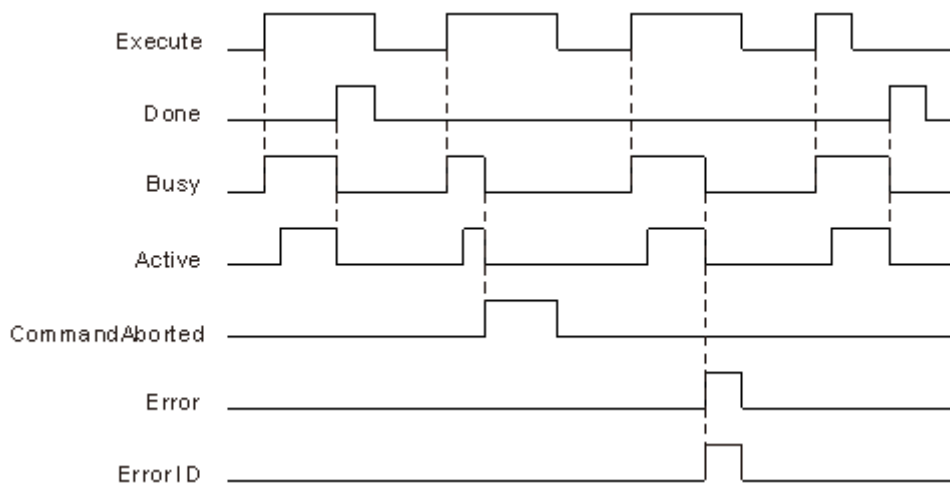 Execute
Done
Busy
Active
CommandAborted
Error
ErrorID